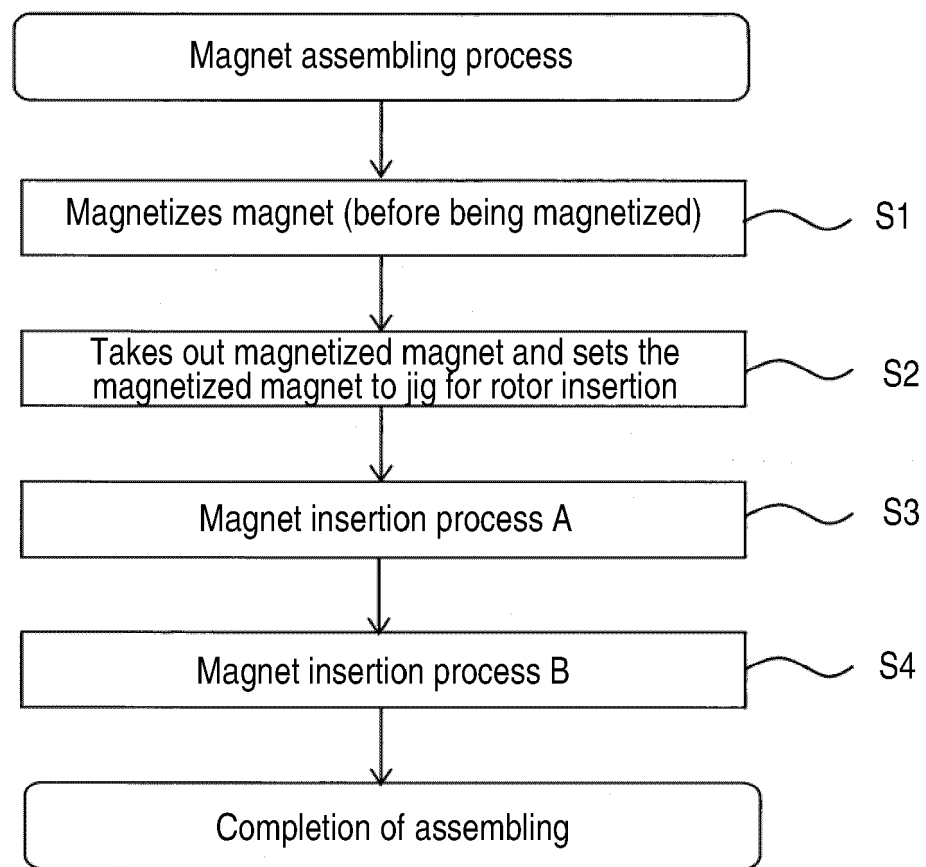 Magnet assembling process
Magnetizes magnet (before being magnetized)
S1
Takes out magnetized magnet and sets the
magnetized magnet to jig for rotor insertion
S2
Magnet insertion process A
S3
Magnet insertion process B
S4
Completion of assembling